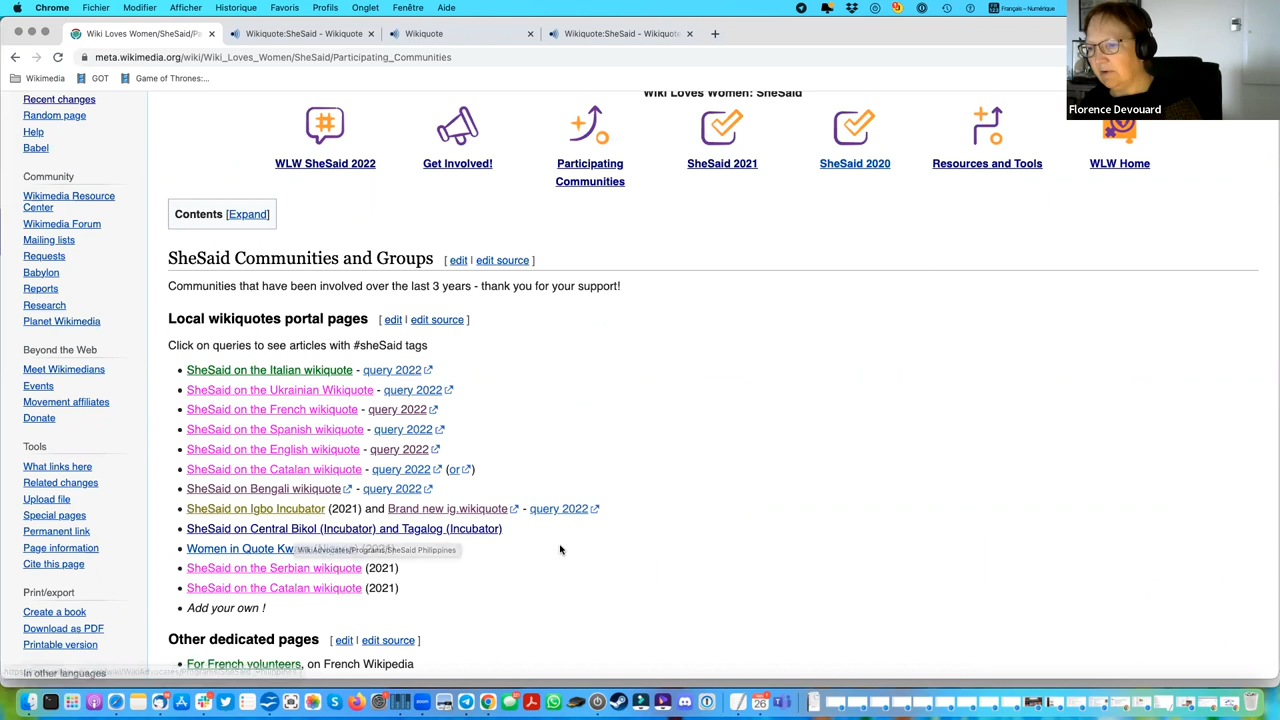 Chrome Fichier Modifier Afficher Historique Favoris Profils Onglet Fenêtre Aide Français – Numérique
Wiki Loves Women/SheSaid/Pa Wikiquote:SheSaid - Wikiquote Wikiquote Wikiquote:SheSaid - Wikiquote
meta.wikimedia.org/wiki/Wiki_Loves_Women/SheSaid/Participating_Communities
Wikimedia GOT Game of Thrones:...
Florence Devouard
Recent changes
Random page
Help
Babel
Community
Wikimedia Resource
Center
Wikimedia Forum
Mailing lists
Requests
Babylon
Reports
Research
Planet Wikimedia
Beyond the Web
Meet Wikimedians
Events
Movement affiliates
Donate
Tools
What links here
Related changes
Upload file
Special pages
Permanent link
Page information
Cite this page
Print/export
Create a book
Download as PDF
Printable version
In other languages
Wiki Loves Women: SheSaid
WLW SheSaid 2022 Get Involved! Participating SheSaid 2021 SheSaid 2020 Resources and Tools WLW Home
Communities
Contents [Expand]
SheSaid Communities and Groups [ edit | edit source ]
Communities that have been involved over the last 3 years - thank you for your support!
Local wikiquotes portal pages [ edit | edit source ]
Click on queries to see articles with #sheSaid tags
• SheSaid on the Italian wikiquote - query 2022
• SheSaid on the Ukrainian Wikiquote - query 2022
• SheSaid on the French wikiquote - query 2022
• SheSaid on the Spanish wikiquote - query 2022
• SheSaid on the English wikiquote - query 2022
• SheSaid on the Catalan wikiquote - query 2022 (or)
• SheSaid on Bengali wikiquote - query 2022
• SheSaid on Igbo Incubator (2021) and Brand new ig.wikiquote - query 2022
• SheSaid on Central Bikol (Incubator) and Tagalog (Incubator)
• Women in Quote Kw
WikiAdvocates/Programs/SheSaid Philippines
• SheSaid on the Serbian wikiquote (2021)
• SheSaid on the Catalan wikiquote (2021)
• Add your own !
Other dedicated pages [ edit | edit source ]
• For French volunteers, on French Wikipedia